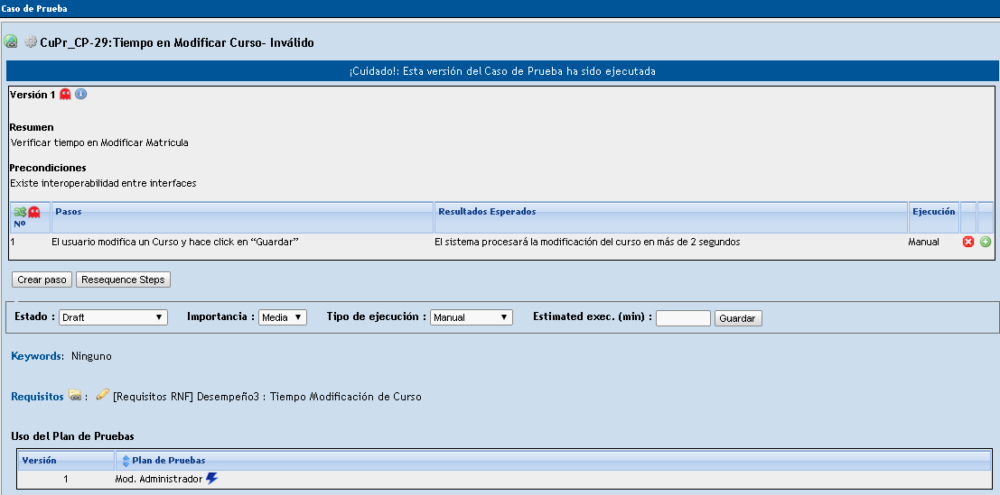 Caso de Prueba
CuPr_CP-29:Tiempo en Modificar Curso- Inválido
¡Cuidado!: Esta versión del Caso de Prueba ha sido ejecutada
Versión 1
Resumen
Verificar tiempo en Modificar Matricula
Precondiciones
Existe interoperabilidad entre interfaces
Nº Pasos Resultados Esperados Ejecución
1 El usuario modifica un Curso y hace click en “Guardar” El sistema procesará la modificación del curso en más de 2 segundos Manual
Crear paso Resequence Steps
Estado : Draft Importancia : Media Tipo de ejecución : Manual Estimated exec. (min) : Guardar
Keywords: Ninguno
Requisitos : [Requisitos RNF] Desempeño3 : Tiempo Modificación de Curso
Uso del Plan de Pruebas
Versión Plan de Pruebas
1 Mod. Administrador